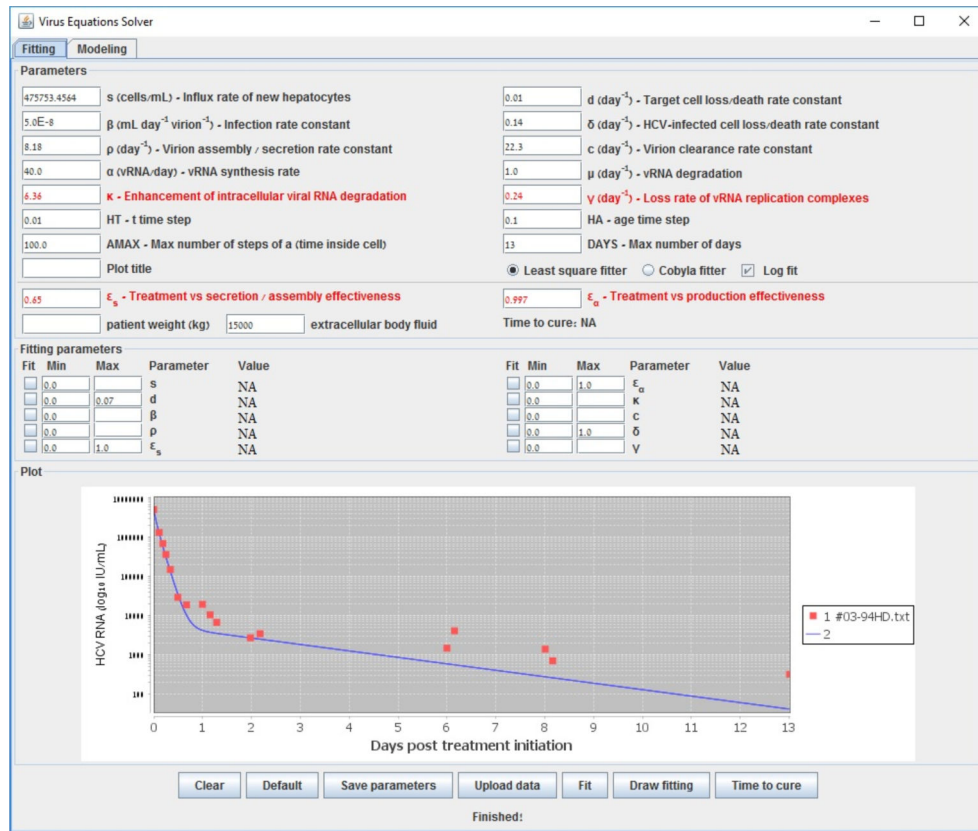 Virus Equations Solver
Fitting Modeling
Parameters
475753.4564 s (cells/mL) - Influx rate of new hepatocytes 0.01 d (day⁻¹) - Target cell loss/death rate constant
5.0E-8 β (mL day⁻¹ virion⁻¹) - Infection rate constant 0.14 δ (day⁻¹) - HCV-infected cell loss/death rate constant
8.18 ρ (day⁻¹) - Virion assembly / secretion rate constant 22.3 c (day⁻¹) - Virion clearance rate constant
40.0 α (vRNA/day) - vRNA synthesis rate 1.0 μ (day⁻¹) - vRNA degradation
6.36 κ - Enhancement of intracellular viral RNA degradation 0.24 γ (day⁻¹) - Loss rate of vRNA replication complexes
0.01 HT - t time step 0.1 HA - age time step
100.0 AMAX - Max number of steps of a (time inside cell) 13 DAYS - Max number of days
Plot title Least square fitter Cobyla fitter Log fit
0.65 εs - Treatment vs secretion / assembly effectiveness 0.997 εα - Treatment vs production effectiveness
patient weight (kg) 15000 extracellular body fluid Time to cure: NA
Fitting parameters
Fit Min Max Parameter Value Fit Min Max Parameter Value
0.0 s NA 0.0 1.0 εα NA
0.0 0.07 d NA 0.0 κ NA
0.0 β NA 0.0 c NA
0.0 ρ NA 0.0 1.0 δ NA
0.0 1.0 εs NA 0.0 γ NA
Plot
HCV RNA (log₁₀ IU/mL)
1000000
100000
10000
1000
100
10
0 1 2 3 4 5 6 7 8 9 10 11 12 13
Days post treatment initiation
1 #03-94HD.txt
2
Clear Default Save parameters Upload data Fit Draw fitting Time to cure
Finished!